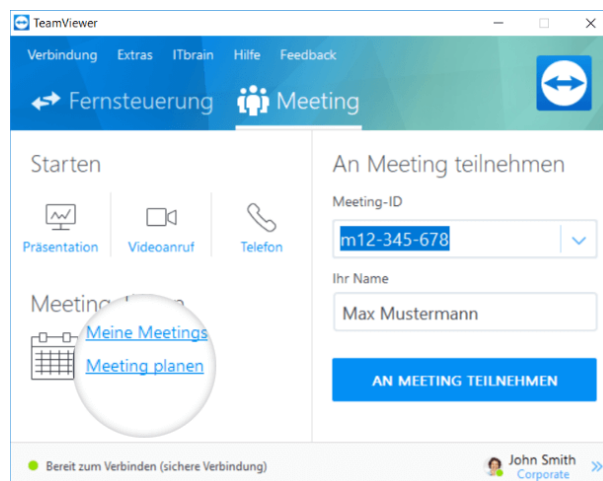 TeamViewer
Verbindung Extras ITbrain Hilfe Feedback
Fernsteuerung Meeting
Starten
Präsentation Videoanruf Telefon
Meeting
Meine Meetings
Meeting planen
An Meeting teilnehmen
Meeting-ID
m12-345-678
Ihr Name
Max Mustermann
AN MEETING TEILNEHMEN
Bereit zum Verbinden (sichere Verbindung)
John Smith
Corporate